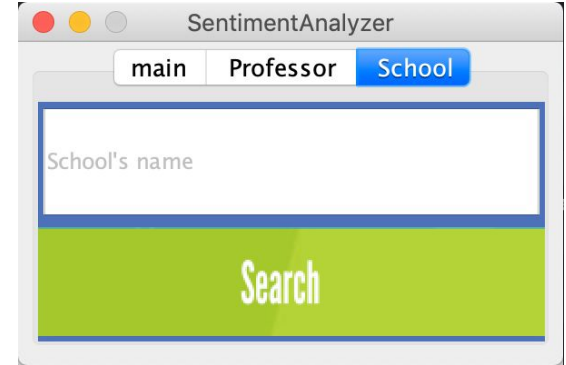 SentimentAnalyzer
main Professor School
School's name
Search